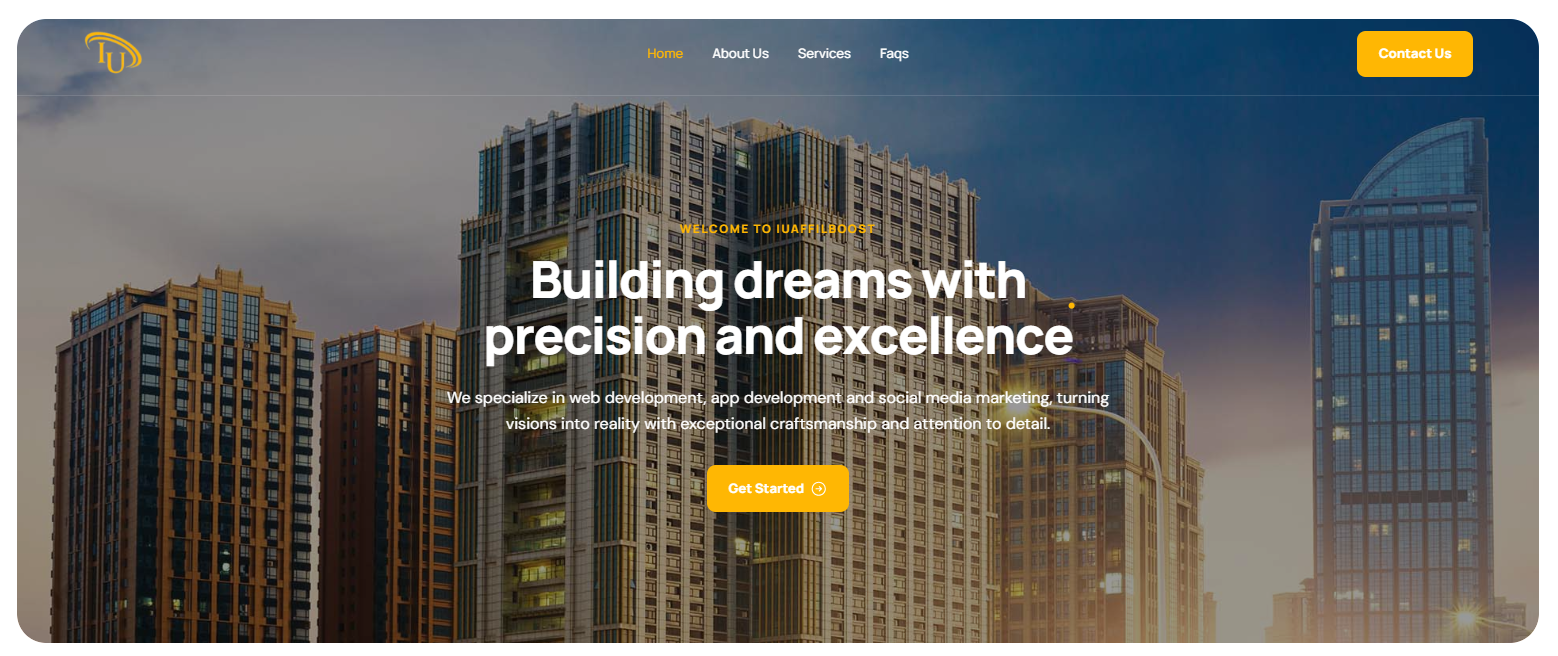 IU
Home About Us Services Faqs
Contact Us
WELCOME TO IUAFFILBOOST
Building dreams with
precision and excellence
We specialize in web development, app development and social media marketing, turning
visions into reality with exceptional craftsmanship and attention to detail.
Get Started